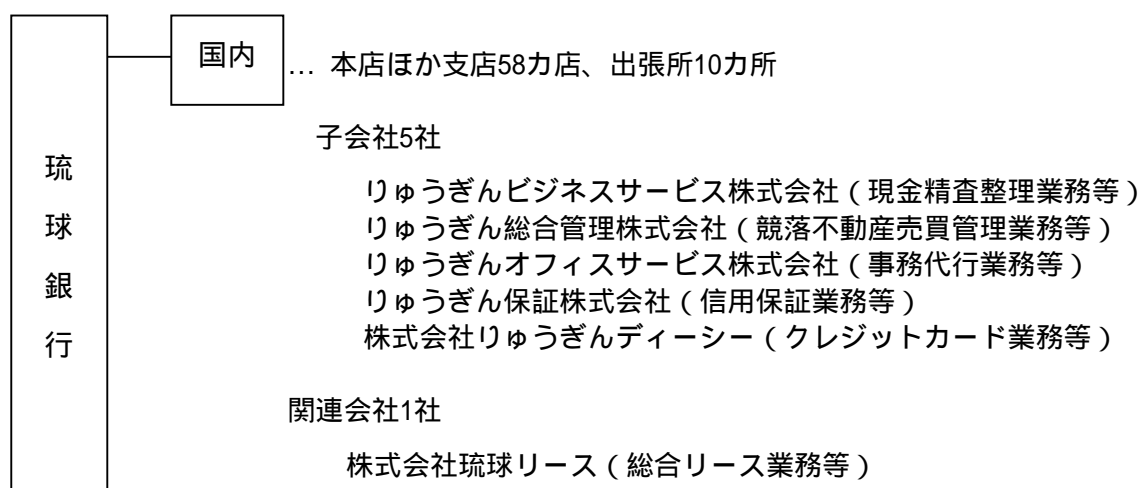 琉球銀行
国内
… 本店ほか支店58カ店、出張所10カ所
子会社5社
りゅうぎんビジネスサービス株式会社（現金精査整理業務等）
りゅうぎん総合管理株式会社（競落不動産売買管理業務等）
りゅうぎんオフィスサービス株式会社（事務代行業務等）
りゅうぎん保証株式会社（信用保証業務等）
株式会社りゅうぎんディーシー（クレジットカード業務等）
関連会社1社
株式会社琉球リース（総合リース業務等）